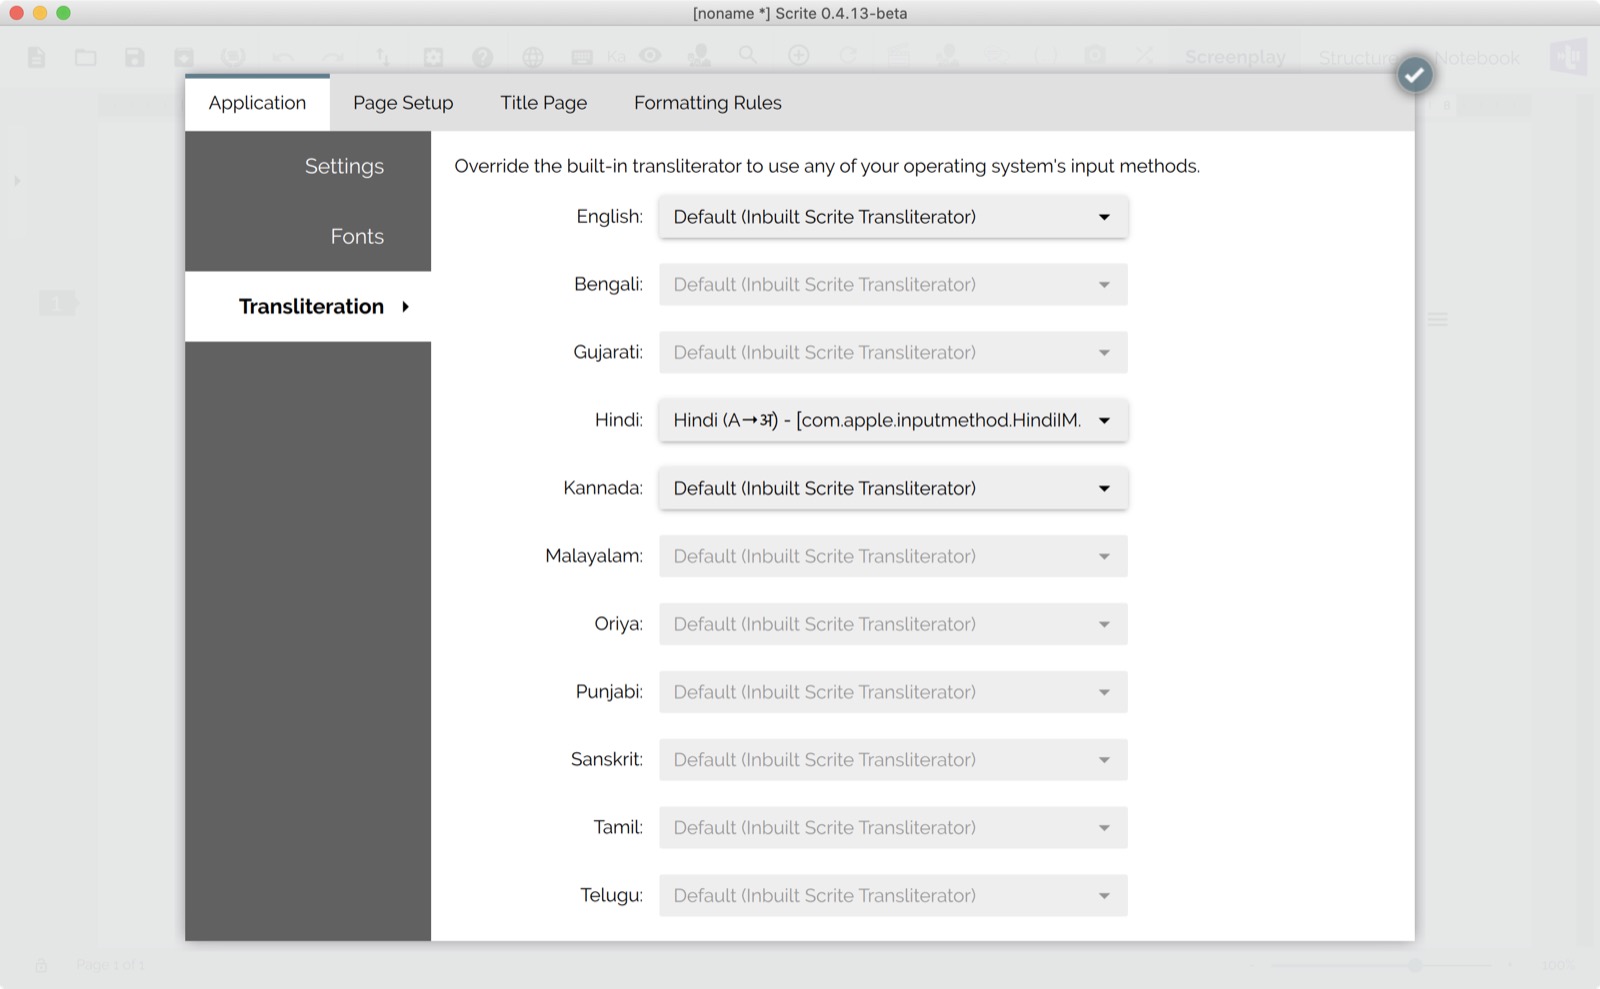 [noname *] Scrite 0.4.13-beta
Ka
Screenplay
Structure
Notebook
Application
Page Setup
Title Page
Formatting Rules
Settings
Fonts
Transliteration
Override the built-in transliterator to use any of your operating system's input methods.
English: Default (Inbuilt Scrite Transliterator)
Bengali: Default (Inbuilt Scrite Transliterator)
Gujarati: Default (Inbuilt Scrite Transliterator)
Hindi: Hindi (A→अ) - [com.apple.inputmethod.HindiIM.
Kannada: Default (Inbuilt Scrite Transliterator)
Malayalam: Default (Inbuilt Scrite Transliterator)
Oriya: Default (Inbuilt Scrite Transliterator)
Punjabi: Default (Inbuilt Scrite Transliterator)
Sanskrit: Default (Inbuilt Scrite Transliterator)
Tamil: Default (Inbuilt Scrite Transliterator)
Telugu: Default (Inbuilt Scrite Transliterator)
1
Page 1 of 1
100%